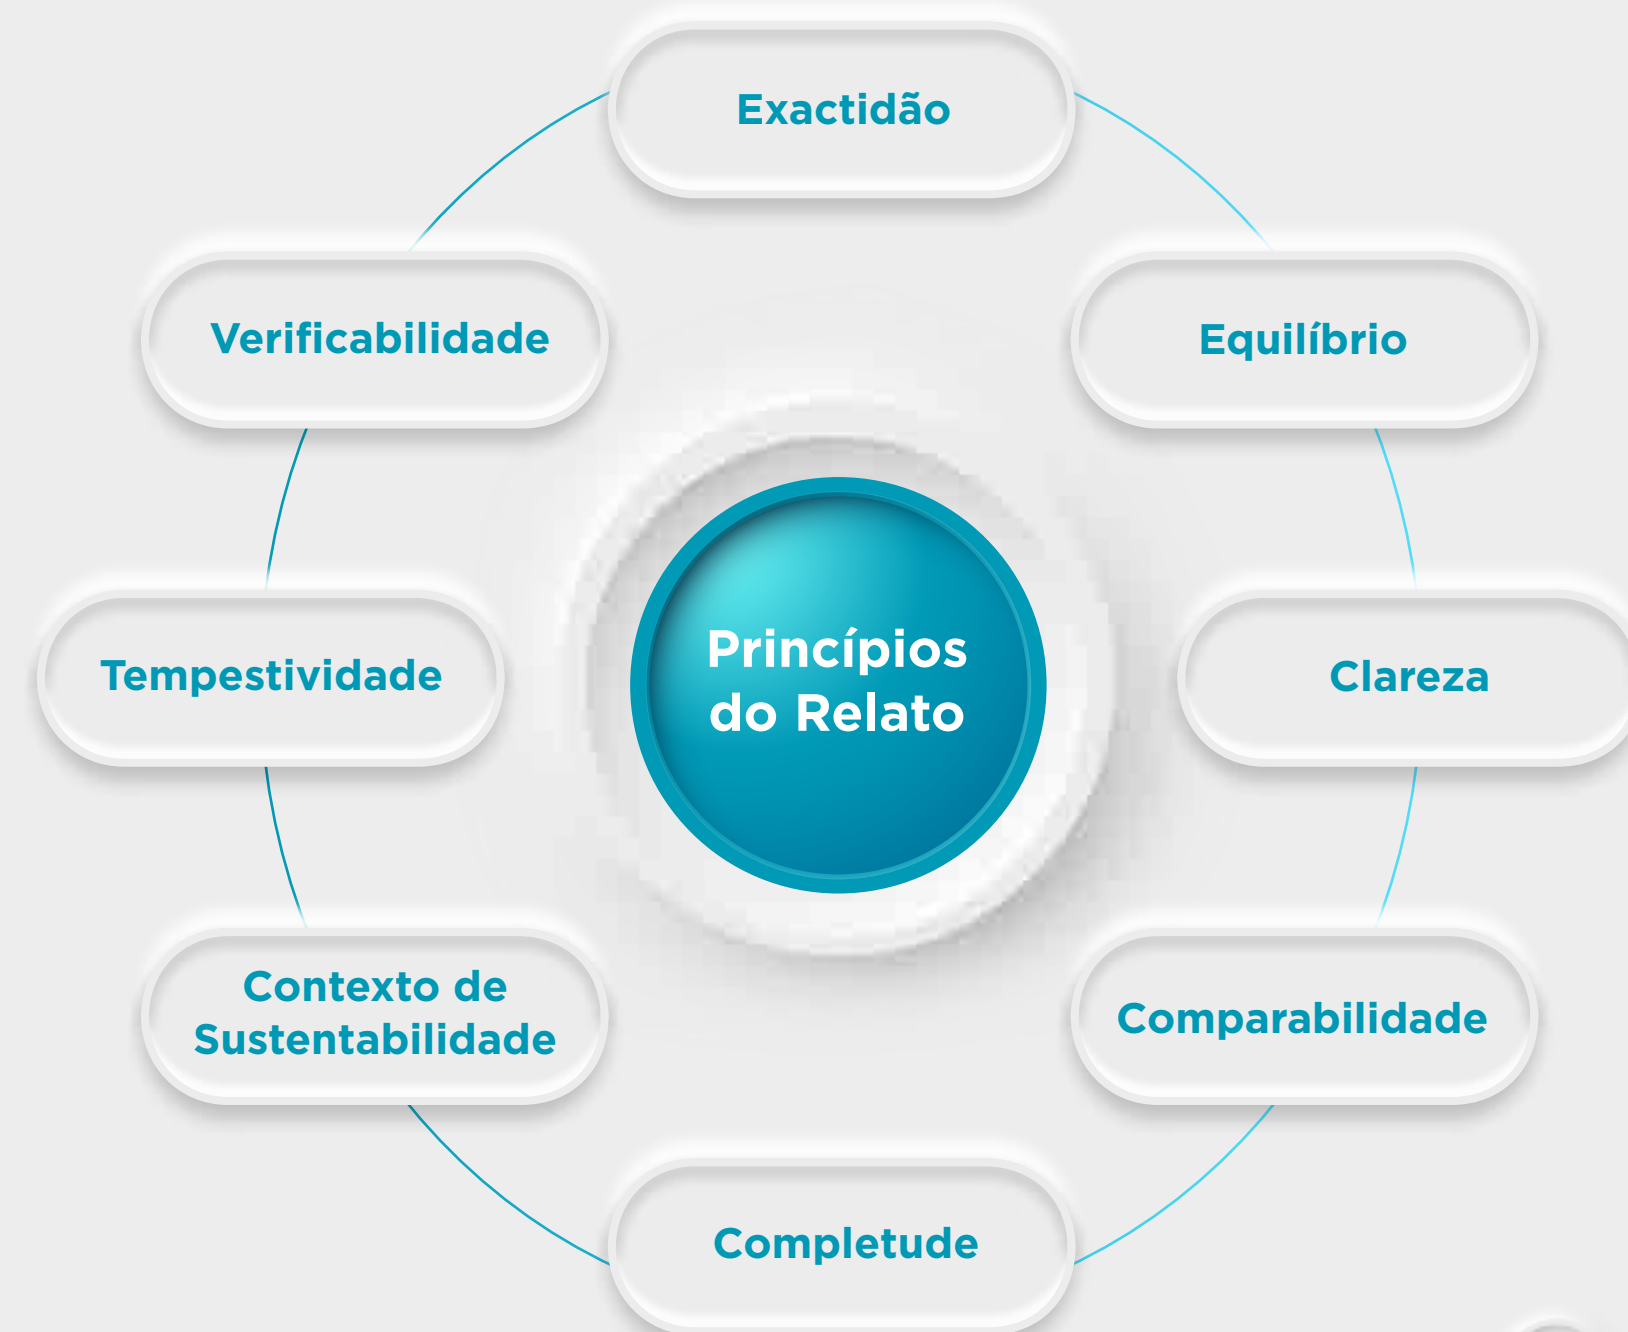 Exactidão
Equilíbrio
Clareza
Comparabilidade
Completude
Contexto de
Sustentabilidade
Tempestividade
Verificabilidade
Princípios
do Relato